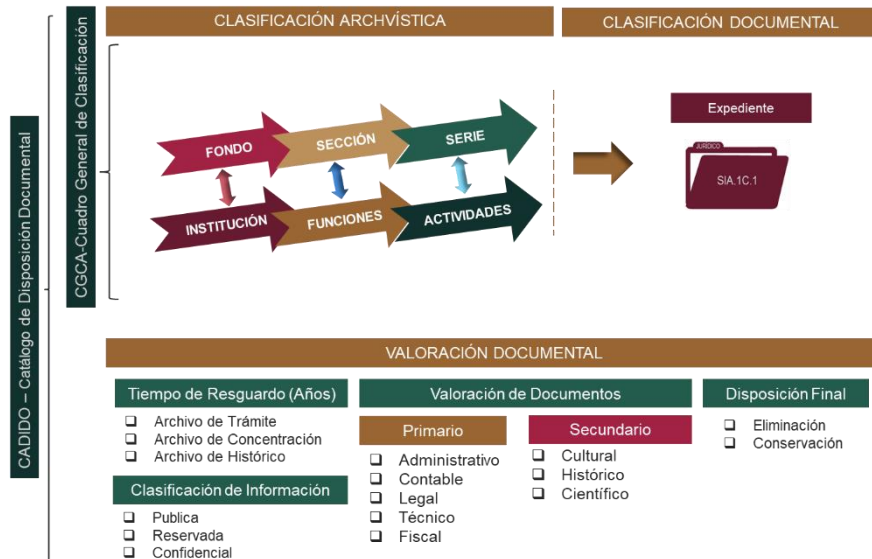 CADIDO – Catálogo de Disposición Documental
CGCA-Cuadro General de Clasificación
CLASIFICACIÓN ARCHVÍSTICA
CLASIFICACIÓN DOCUMENTAL
FONDO
SECCIÓN
SERIE
INSTITUCIÓN
FUNCIONES
ACTIVIDADES
Expediente
JURÍDICO
SIA.1C.1
VALORACIÓN DOCUMENTAL
Tiempo de Resguardo (Años)
Archivo de Trámite
Archivo de Concentración
Archivo de Histórico
Clasificación de Información
Publica
Reservada
Confidencial
Valoración de Documentos
Primario
Administrativo
Contable
Legal
Técnico
Fiscal
Secundario
Cultural
Histórico
Científico
Disposición Final
Eliminación
Conservación